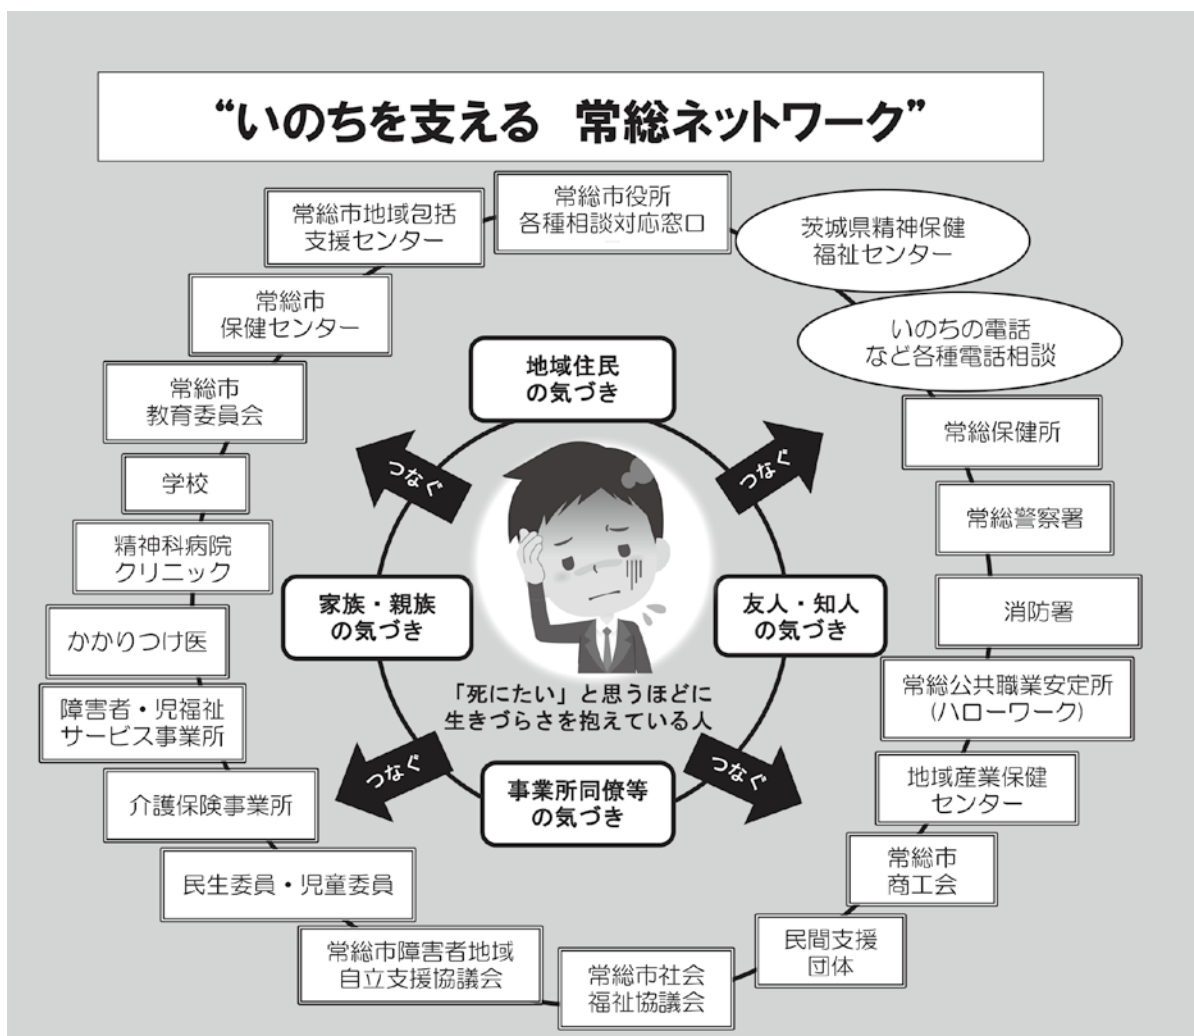 “いのちを支える 常総ネットワーク”
常総市役所
各種相談対応窓口
茨城県精神保健
福祉センター
いのちの電話
など各種電話相談
常総保健所
常総警察署
消防署
常総公共職業安定所
(ハローワーク)
地域産業保健
センター
常総市
商工会
民間支援
団体
常総市社会
福祉協議会
常総市障害者地域
自立支援協議会
民生委員・児童委員
介護保険事業所
障害者・児福祉
サービス事業所
かかりつけ医
精神科病院
クリニック
学校
常総市
教育委員会
常総市
保健センター
常総市地域包括
支援センター
地域住民
の気づき
つなぐ
つなぐ
家族・親族
の気づき
友人・知人
の気づき
「死にたい」と思うほどに
生きづらさを抱えている人
つなぐ
つなぐ
事業所同僚等
の気づき